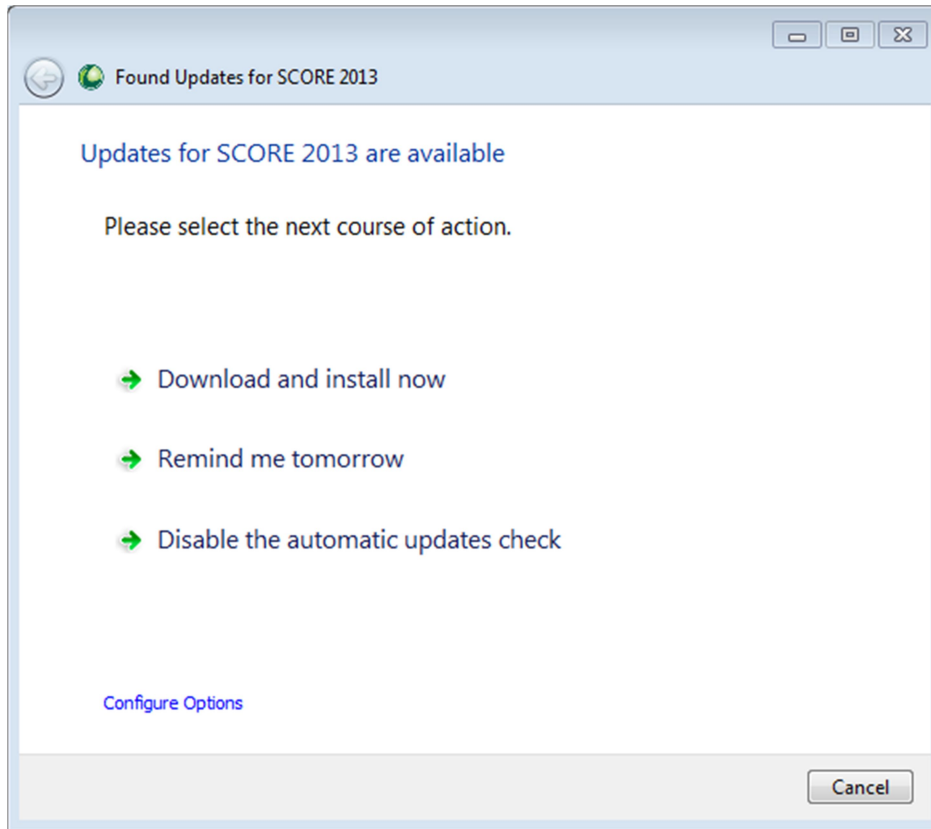 Found Updates for SCORE 2013
Updates for SCORE 2013 are available
Please select the next course of action.
Download and install now
Remind me tomorrow
Disable the automatic updates check
Configure Options
Cancel